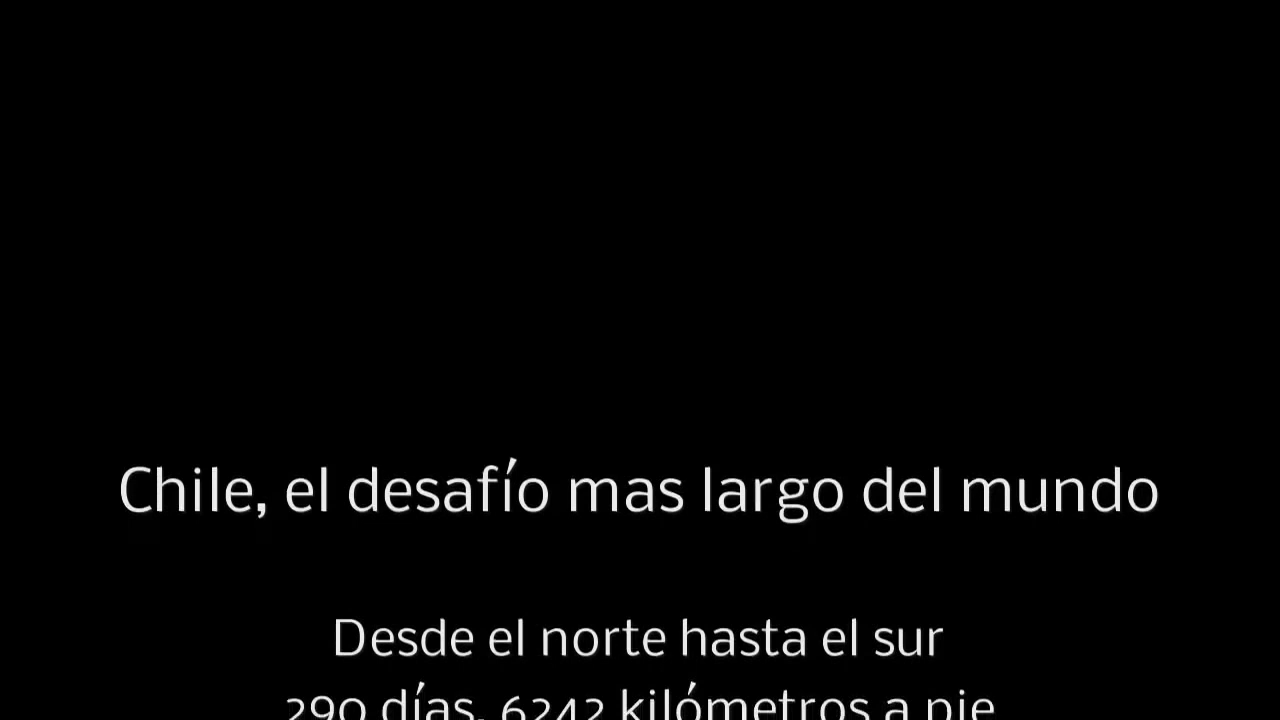 Chile, el desafío mas largo del mundo
Desde el norte hasta el sur
290 días, 6242 kilómetros a pie